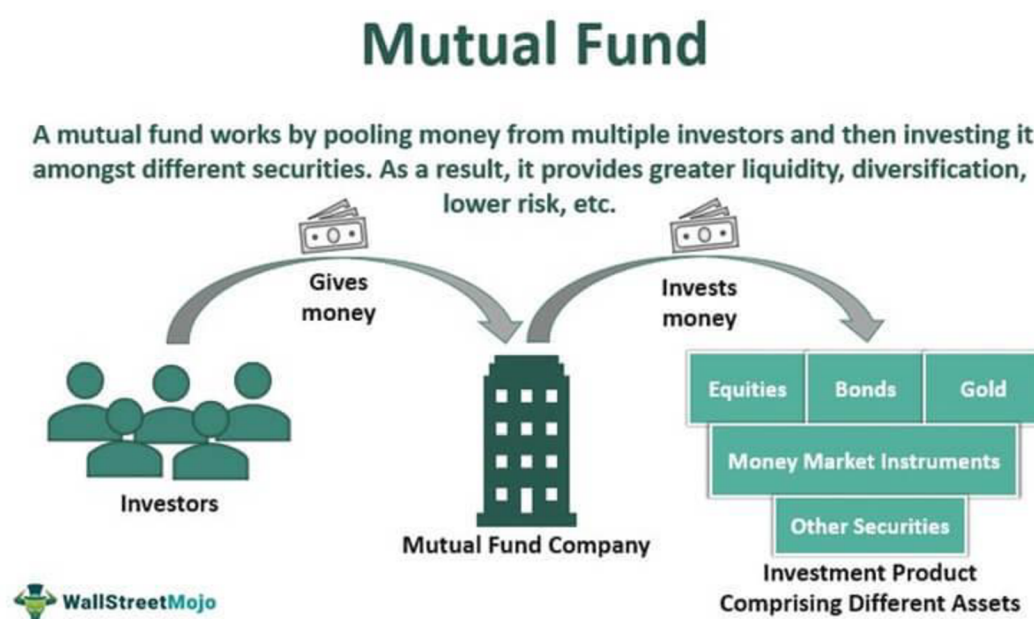 Mutual Fund
A mutual fund works by pooling money from multiple investors and then investing it
amongst different securities. As a result, it provides greater liquidity, diversification,
lower risk, etc.
Gives
money
Invests
money
Investors
Mutual Fund Company
Equities
Bonds
Gold
Money Market Instruments
Other Securities
Investment Product
Comprising Different Assets
WallStreetMojo